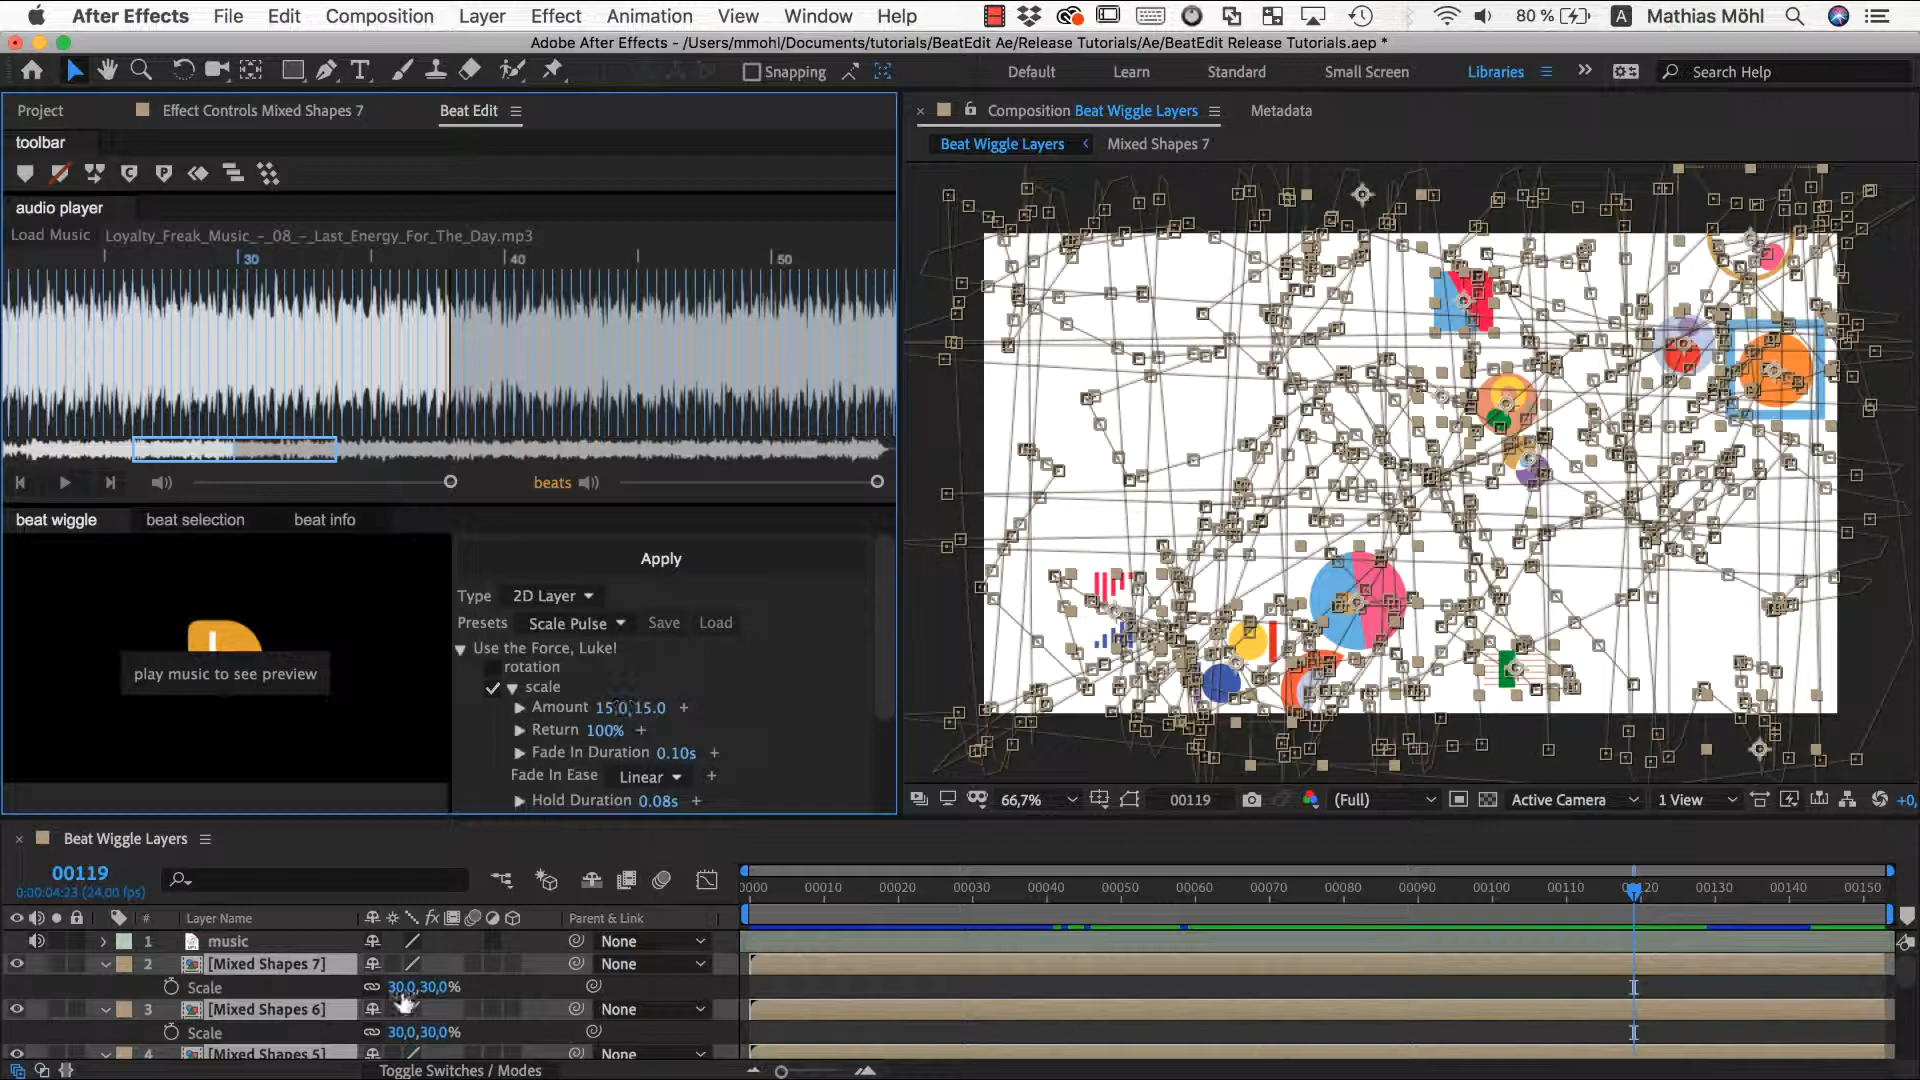 After Effects File Edit Composition Layer Effect Animation View Window Help 80 % A Mathias Möhl
Adobe After Effects - /Users/mmohl/Documents/tutorials/BeatEdit Ae/Release Tutorials/Ae/BeatEdit Release Tutorials.aep *
Snapping Default Learn Standard Small Screen Libraries Search Help
Project Effect Controls Mixed Shapes 7 Beat Edit
Composition Beat Wiggle Layers Metadata
toolbar
Beat Wiggle Layers Mixed Shapes 7
audio player
Load Music Loyalty_Freak_Music_-_08_-_Last_Energy_For_The_Day.mp3
30 40 50
beats
beat wiggle beat selection beat info
Apply
Type 2D Layer
Presets Scale Pulse Save Load
Use the Force, Luke!
rotation
play music to see preview
scale
Amount 15.0,15.0 +
Return 100% +
Fade In Duration 0.10s +
Fade In Ease Linear +
Hold Duration 0.08s +
66,7% 00119 (Full) Active Camera 1 View +0,
Beat Wiggle Layers
00119
0:00:04:23 (24.00 fps)
0000 00010 00020 00030 00040 00050 00060 00070 00080 00090 00100 00110 00120 00130 00140 00150
# Layer Name fx Parent & Link
1 music None
2 [Mixed Shapes 7] None
Scale 30,0,30,0%
3 [Mixed Shapes 6] None
Scale 30,0,30,0%
4 [Mixed Shapes 5] None
Toggle Switches / Modes